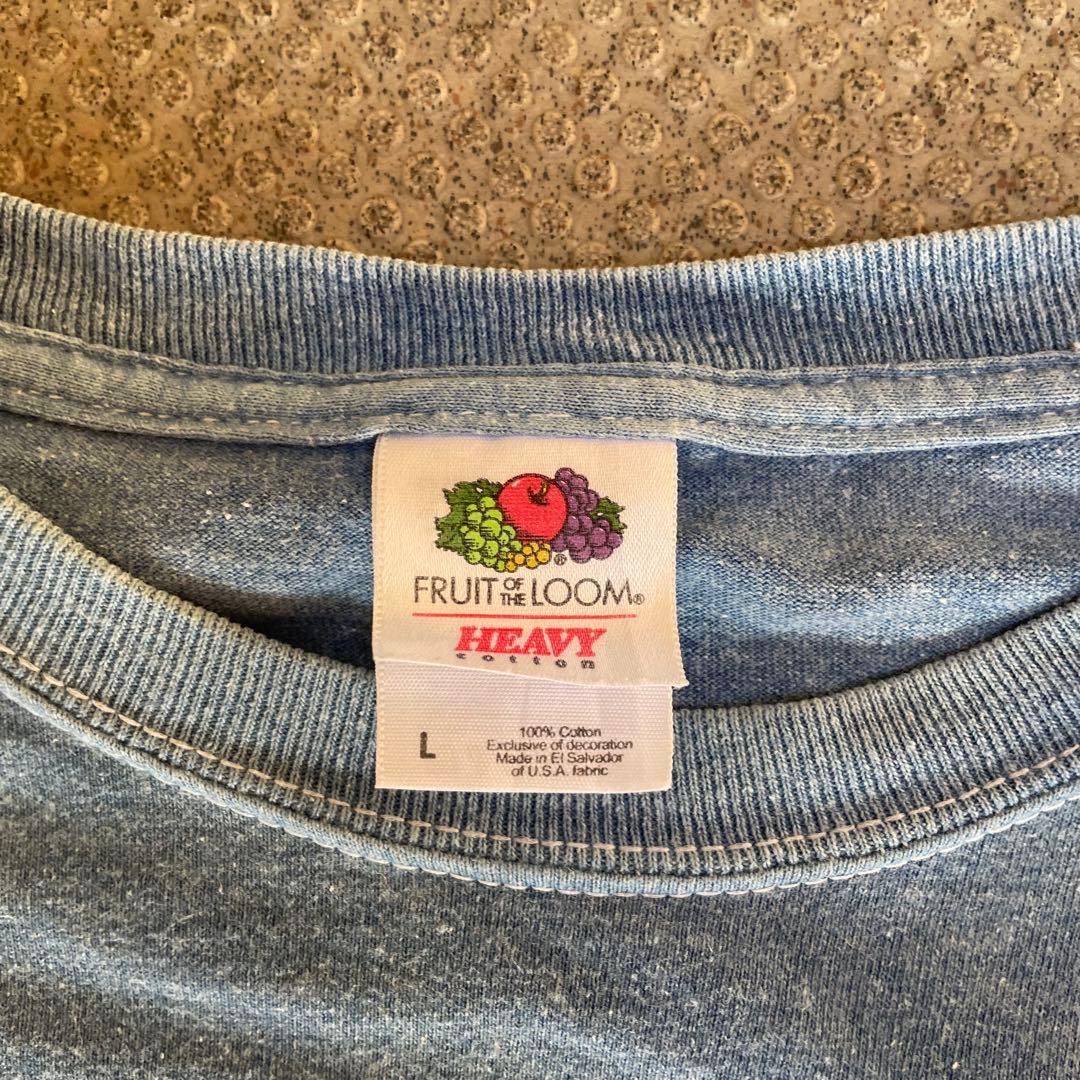 FRUIT OF THE LOOM®
HEAVY
cotton
L
100% Cotton
Exclusive of decoration
Made in El Salvador
of U.S.A. fabric